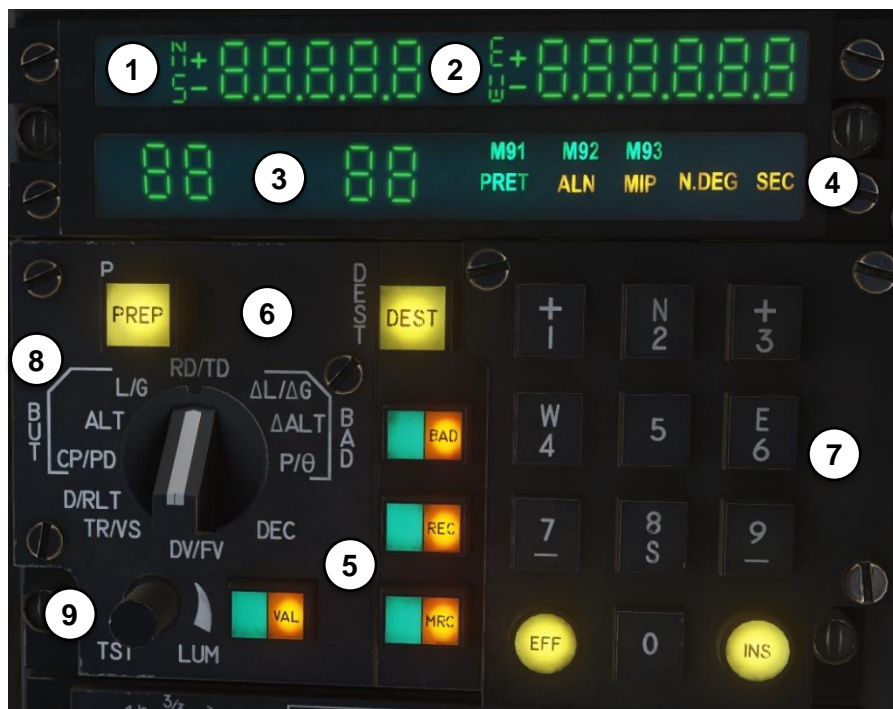 1 N S + - 8.8.8.8.8 2 E W + - 8.8.8.8.8.8
88 3 88 M91 M92 M93
PRET ALN MIP N.DEG SEC 4
P
PREP 6 DEST DEST + 1 N 2 + 3
8 RD/TD
L/G ΔL/ΔG
BUT ALT ΔALT BAD BAD W 4 5 E 6 7
CP/PD P/θ
D/RLT REC 7 - 8 S 9 -
TR/VS DEC
DV/FV 5
9 VAL MRC EFF 0 INS
TST LUM
3/3